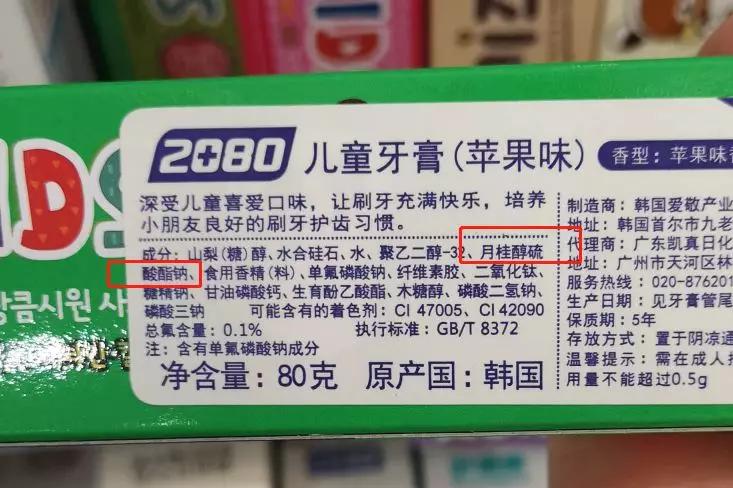 2080 儿童牙膏(苹果味)
香型:苹果味香
深受儿童喜爱口味,让刷牙充满快乐,培养
小朋友良好的刷牙护齿习惯。
成分:山梨(糖)醇、水合硅石、水、聚乙二醇-32、月桂醇硫
酸酯钠、食用香精(料)、单氟磷酸钠、纤维素胶、二氧化钛、
糖精钠、甘油磷酸钙、生育酚乙酸酯、木糖醇、磷酸二氢钠、
磷酸三钠 可能含有的着色剂:CI 47005、CI 42090
总氟含量:0.1% 执行标准:GB/T 8372
注:含有单氟磷酸钠成分
净含量:80克 原产国:韩国
制造商:韩国爱敬产业
地址:韩国首尔市九老
代理商:广东凯真日化
地址:广州市天河区林
服务热线:020-87620
生产日期:见牙膏管尾
保质期:5年
存放方式:置于阴凉通
温馨提示:需在成人
用量不能超过0.5g
IDS
콤시원 사